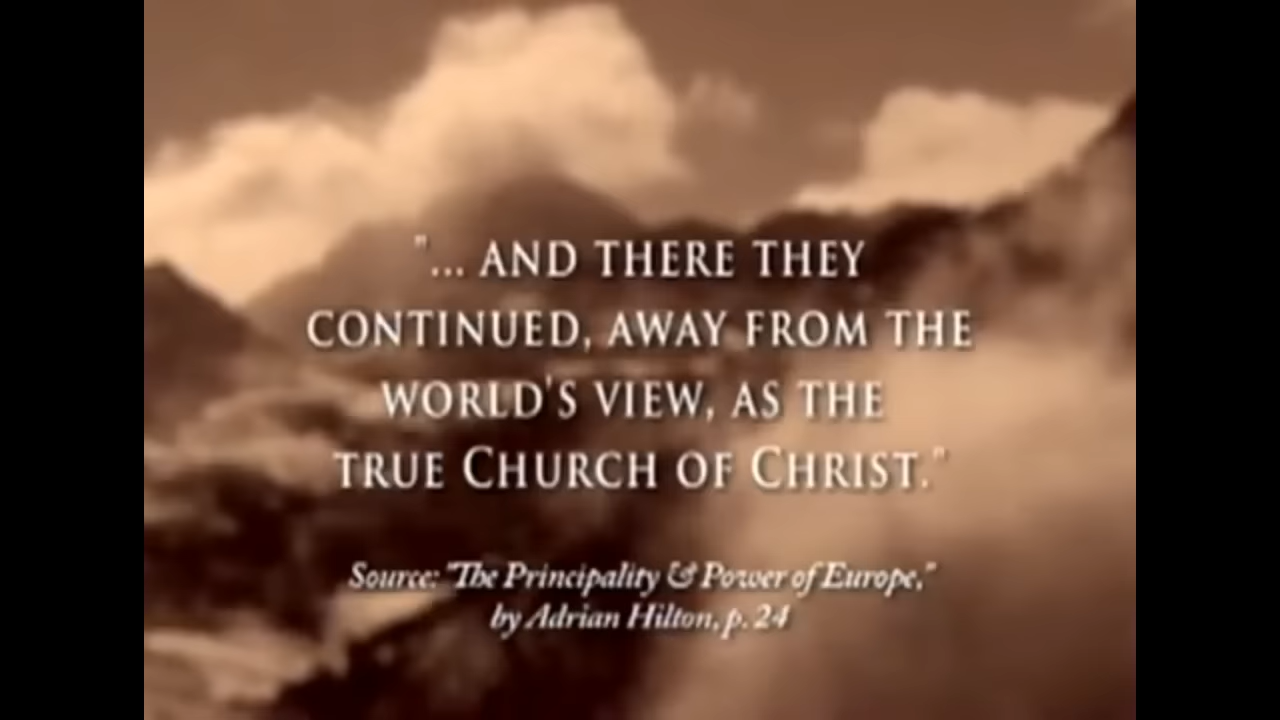 "... AND THERE THEY
CONTINUED, AWAY FROM THE
WORLD'S VIEW, AS THE
TRUE CHURCH OF CHRIST."
Source: "The Principality & Power of Europe,"
by Adrian Hilton, p. 24